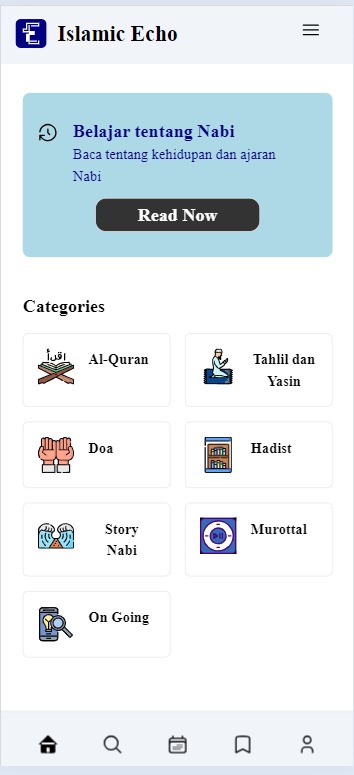 Islamic Echo
Belajar tentang Nabi
Baca tentang kehidupan dan ajaran
Nabi
Read Now
Categories
اقرأ
Al-Quran
Tahlil dan
Yasin
Doa
Hadist
Story
Nabi
Murottal
On Going